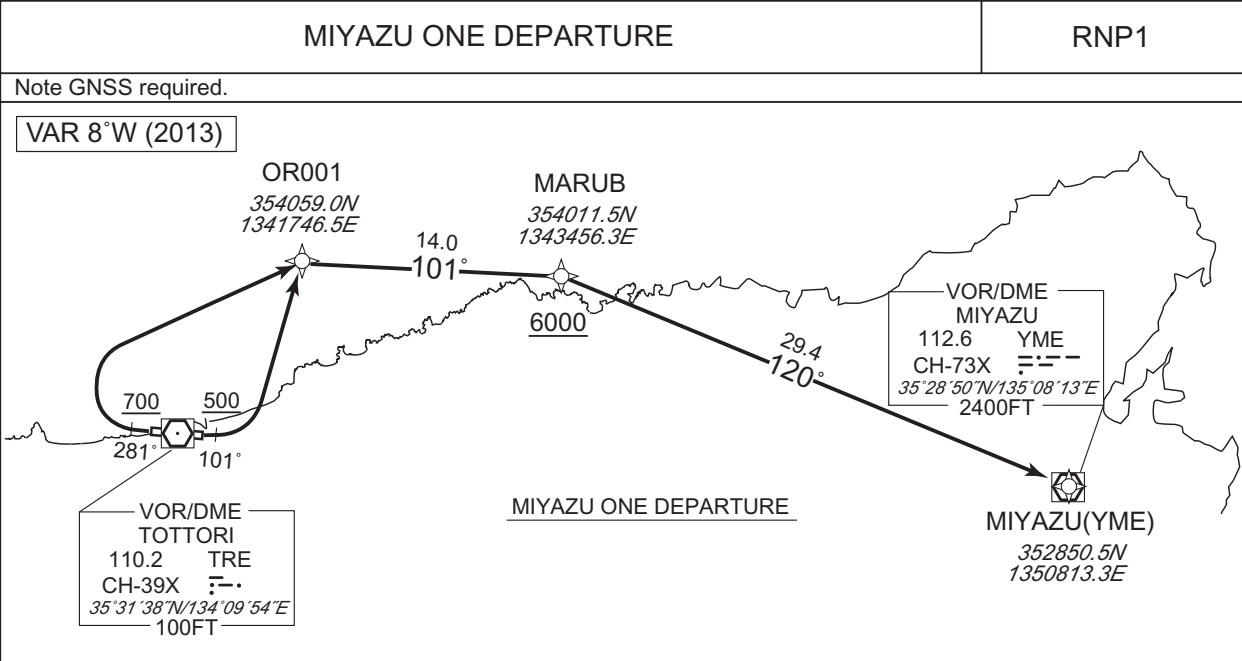 MIYAZU ONE DEPARTURE
RNP1
Note GNSS required.
VAR 8˚W (2013)
OR001
354059.0N
1341746.5E
MARUB
354011.5N
1343456.3E
14.0
101˚
6000
29.4
120˚
VOR/DME
MIYAZU
112.6 YME
CH-73X
35˚28´50˝N/135˚08´13˝E
2400FT
700
500
281˚
101˚
VOR/DME
TOTTORI
110.2 TRE
CH-39X
35˚31´38˝N/134˚09´54˝E
100FT
MIYAZU ONE DEPARTURE
MIYAZU(YME)
352850.5N
1350813.3E